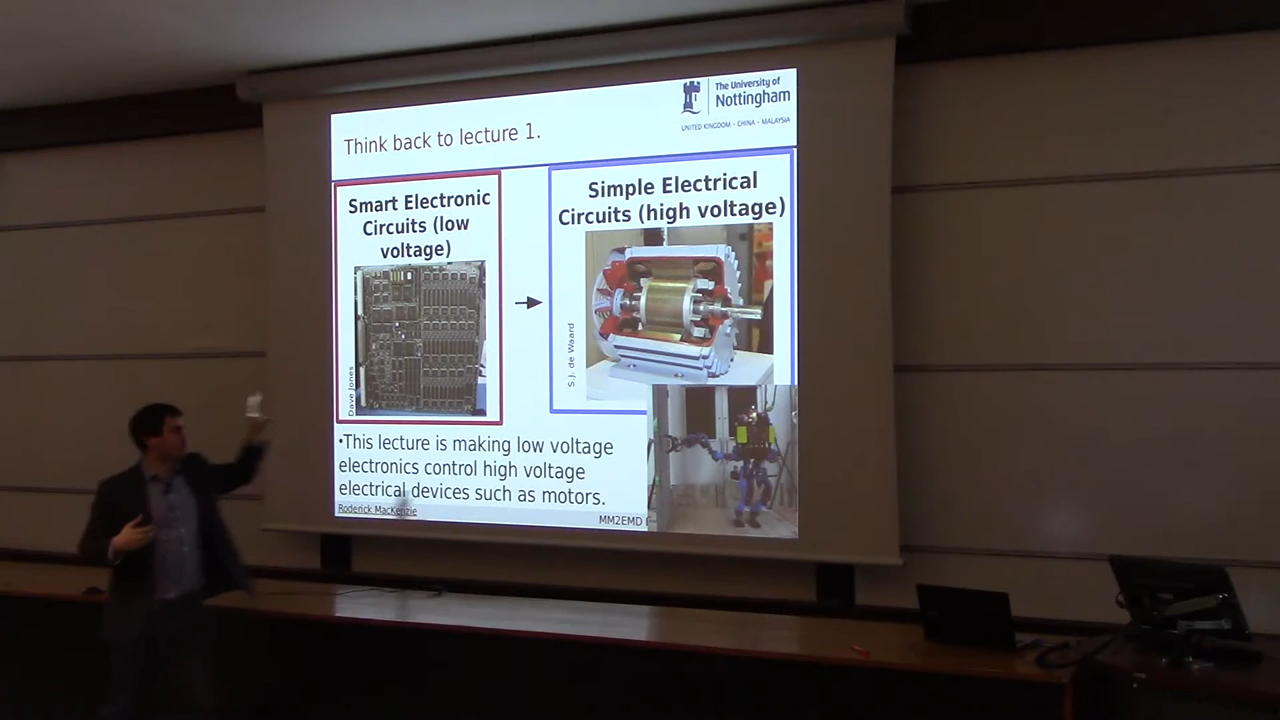 The University of
Nottingham
UNITED KINGDOM · CHINA · MALAYSIA
Think back to lecture 1.
Smart Electronic
Circuits (low
voltage)
Dave Jones
Simple Electrical
Circuits (high voltage)
S.J. de Waard
•This lecture is making low voltage
electronics control high voltage
electrical devices such as motors.
Roderick MacKenzie
MM2EMD